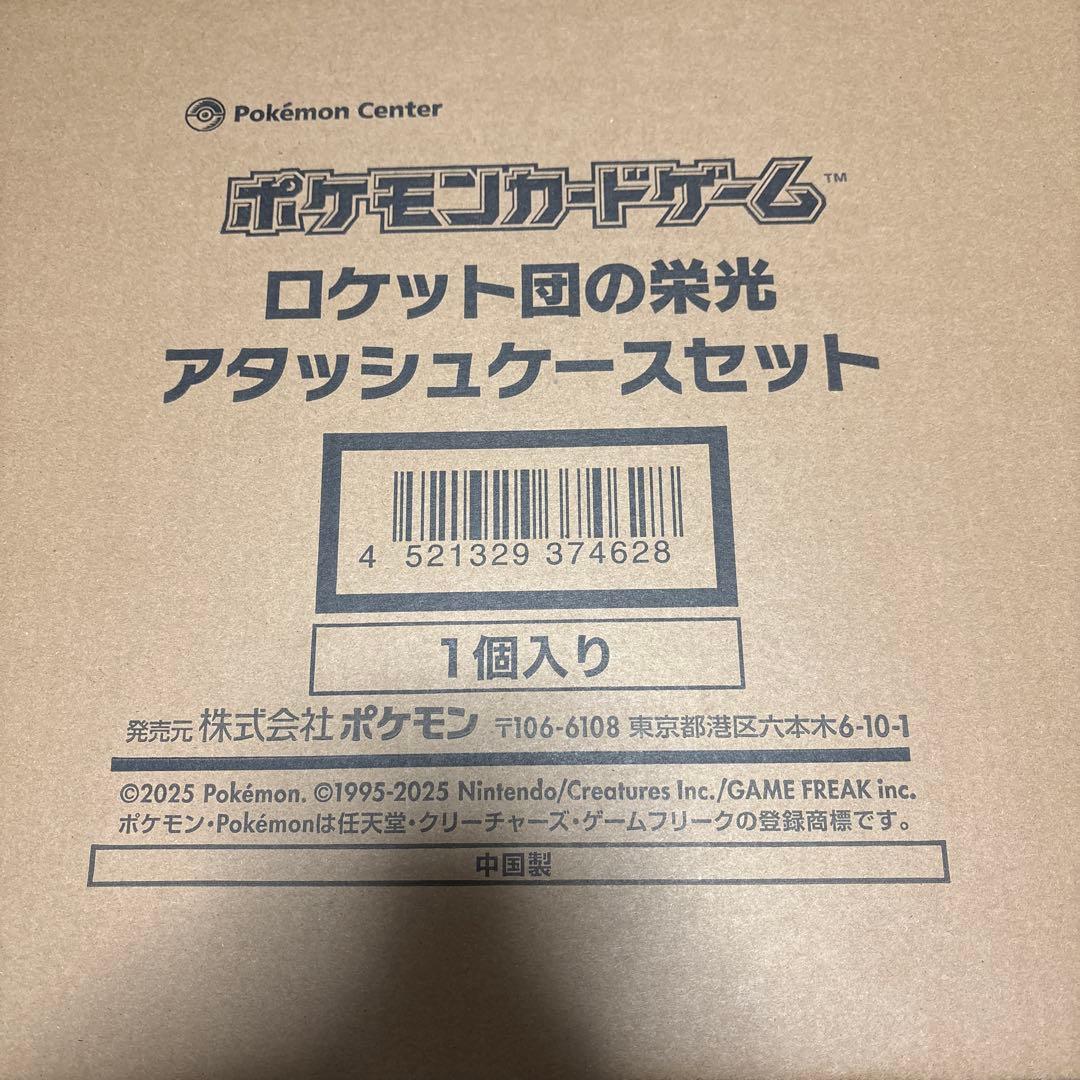 Pokémon Center
ポケモンカードゲーム™
ロケット団の栄光
アタッシュケースセット
4 521329 374628
1個入り
発売元 株式会社 ポケモン 〒106-6108 東京都港区六本木6-10-1
©2025 Pokémon. ©1995-2025 Nintendo/Creatures Inc./GAME FREAK inc.
ポケモン・Pokémonは任天堂・クリーチャーズ・ゲームフリークの登録商標です。
中国製